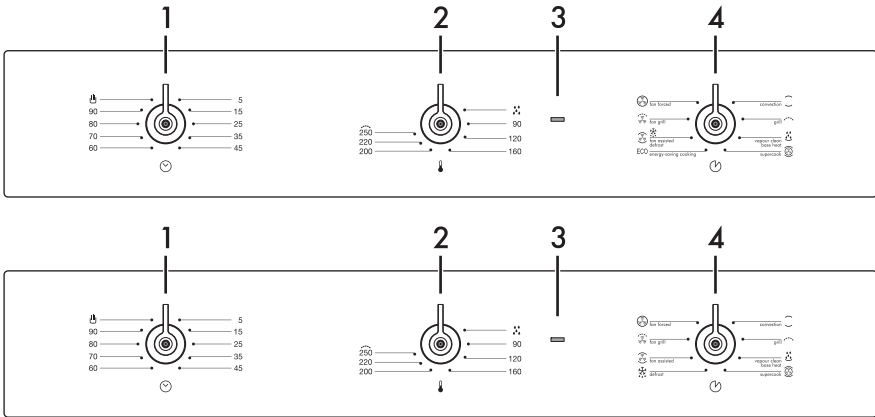 1 2 3 4
5
90 15
80 25
70 35
60 45
90
250 120
220
200 160
fan forced convection
fan grill grill
fan assisted defrost vapour clean base heat
ECO energy-saving cooking supercook
1 2 3 4
5
90 15
80 25
70 35
60 45
90
250 120
220
200 160
fan forced convection
fan grill grill
fan assisted vapour clean base heat
defrost supercook